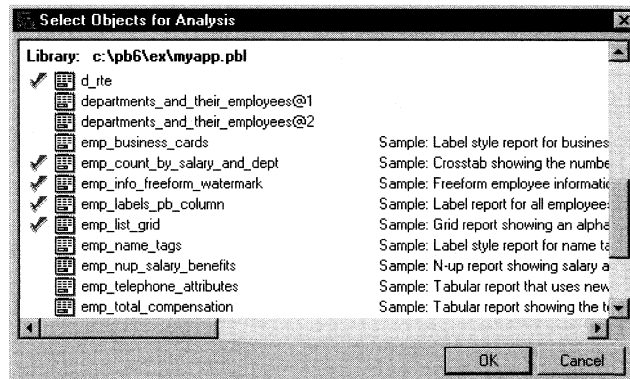 Select Objects for Analysis
Library: c:\pb6\ex\myapp.pbl
d_rte
departments_and_their_employees@1
departments_and_their_employees@2
emp_business_cards Sample: Label style report for busines
emp_count_by_salary_and_dept Sample: Crosstab showing the numbe
emp_info_freeform_watermark Sample: Freeform employee informatic
emp_labels_pb_column Sample: Label report for all employee
emp_list_grid Sample: Grid report showing an alpha
emp_name_tags Sample: Label style report for name ta
emp_nup_salary_benefits Sample: N-up report showing salary a
emp_telephone_attributes Sample: Tabular report that uses new
emp_total_compensation Sample: Tabular report showing the t
OK Cancel